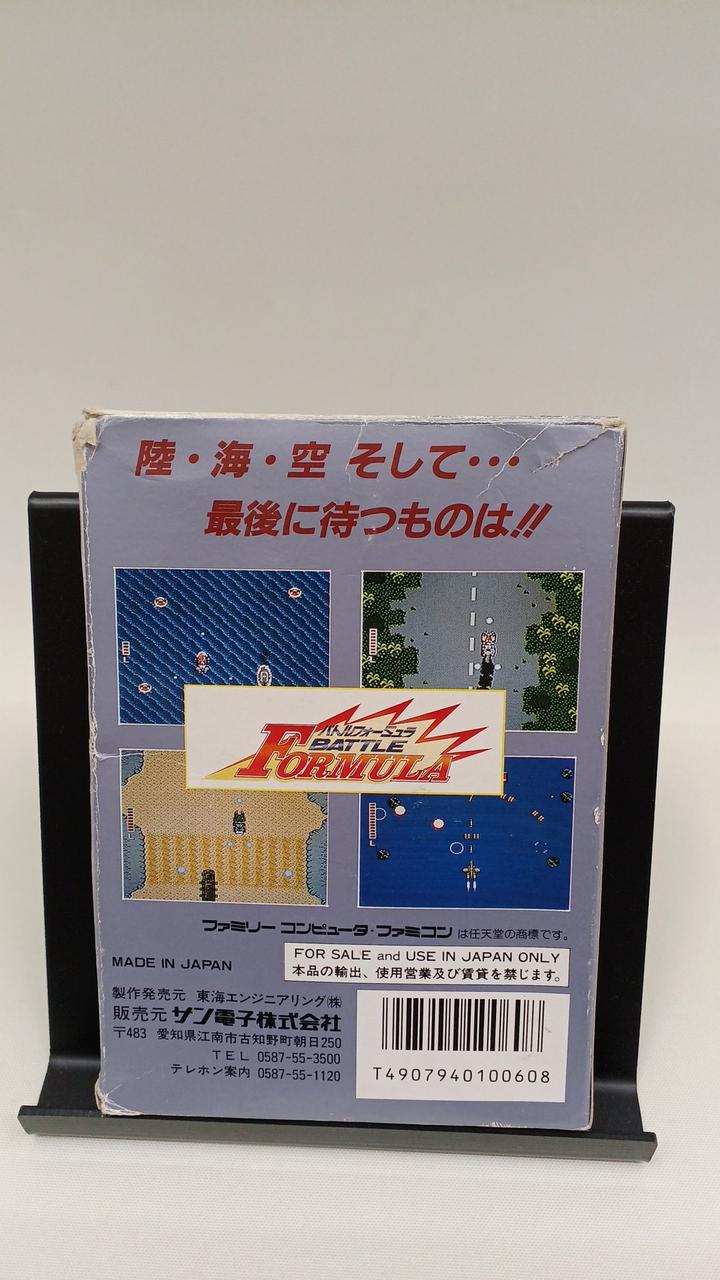 陸・海・空 そして・・・
最後に待つものは!!
バトルフォーミュラ
BATTLE
FORMULA
ファミリー コンピュータ・ファミコン は任天堂の商標です。
MADE IN JAPAN
FOR SALE and USE IN JAPAN ONLY
本品の輸出、使用営業及び賃貸を禁じます。
製作発売元 東海エンジニアリング㈱
販売元 サン電子株式会社
〒483 愛知県江南市古知野町朝日250
TEL 0587-55-3500
テレホン案内 0587-55-1120
T4907940100608